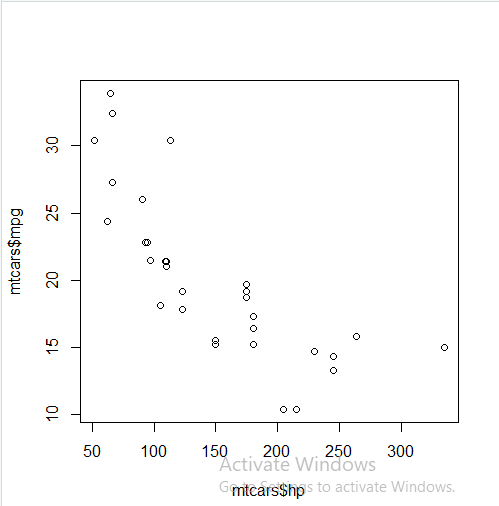 mtcars$mpg
30
25
20
15
10
50 100 150 200 250 300
Activate Windows
Go to Settings to activate Windows.
mtcars$hp